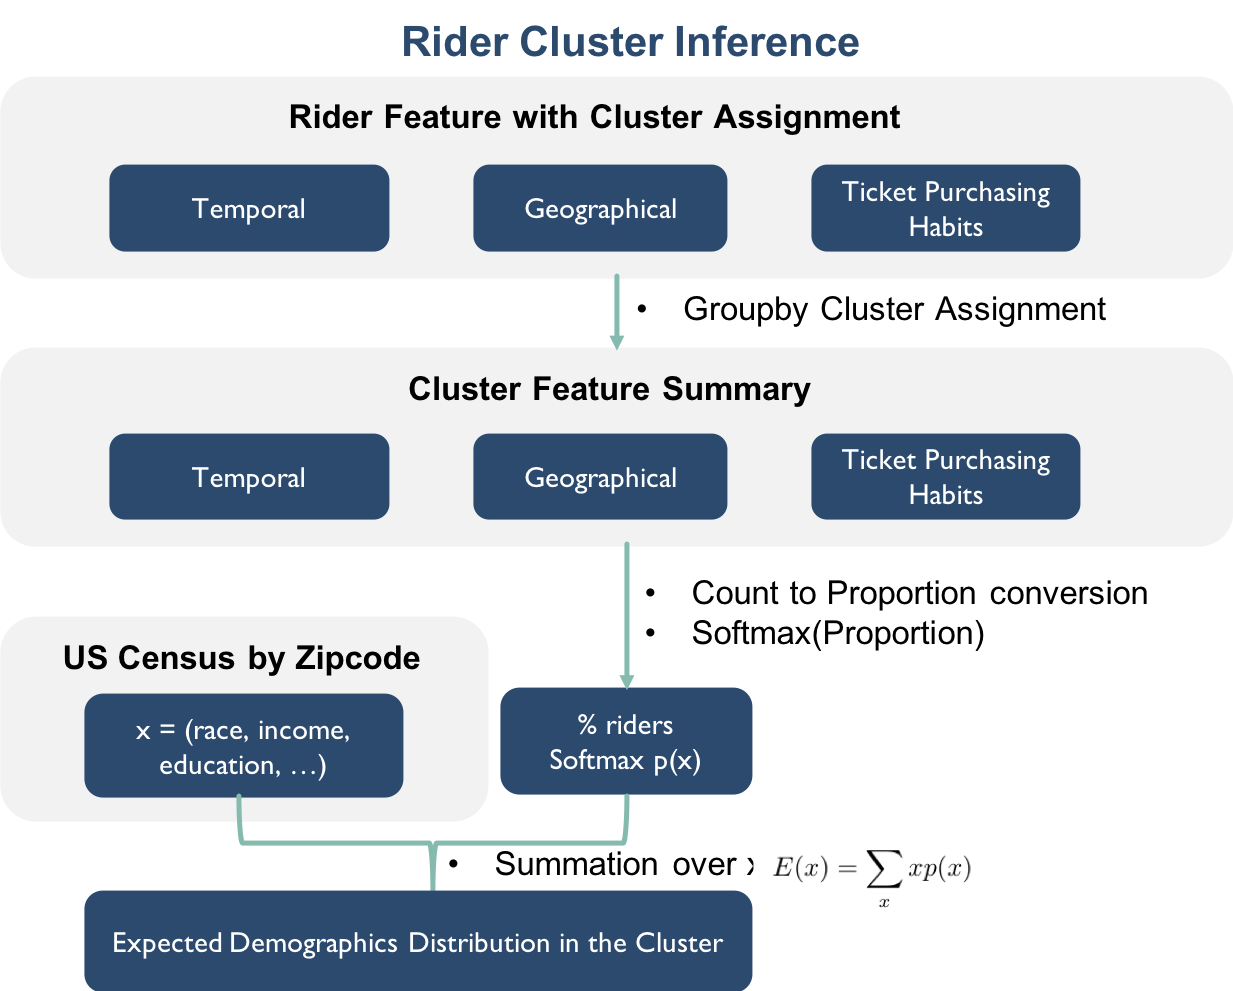 Rider Cluster Inference
Rider Feature with Cluster Assignment
Temporal
Geographical
Ticket Purchasing
Habits
• Groupby Cluster Assignment
Cluster Feature Summary
Temporal
Geographical
Ticket Purchasing
Habits
• Count to Proportion conversion
• Softmax(Proportion)
US Census by Zipcode
x = (race, income,
education, …)
% riders
Softmax p(x)
• Summation over x
E(x) = ∑ xp(x)
x
Expected Demographics Distribution in the Cluster